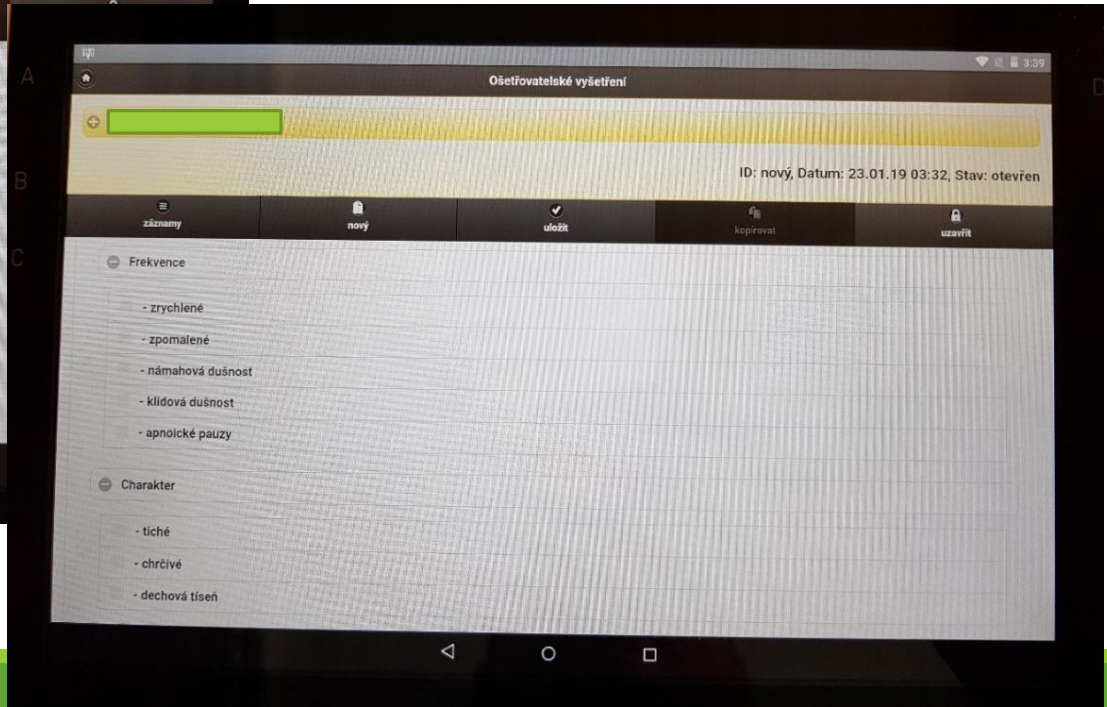 3:39
Ošetřovatelské vyšetření
ID: nový, Datum: 23.01.19 03:32, Stav: otevřen
záznamy nový uložit kopírovat uzavřít
Frekvence
- zrychlené
- zpomalené
- námahová dušnost
- klidová dušnost
- apnoické pauzy
Charakter
- tiché
- chrčivé
- dechová tíseň
A
B
C
D